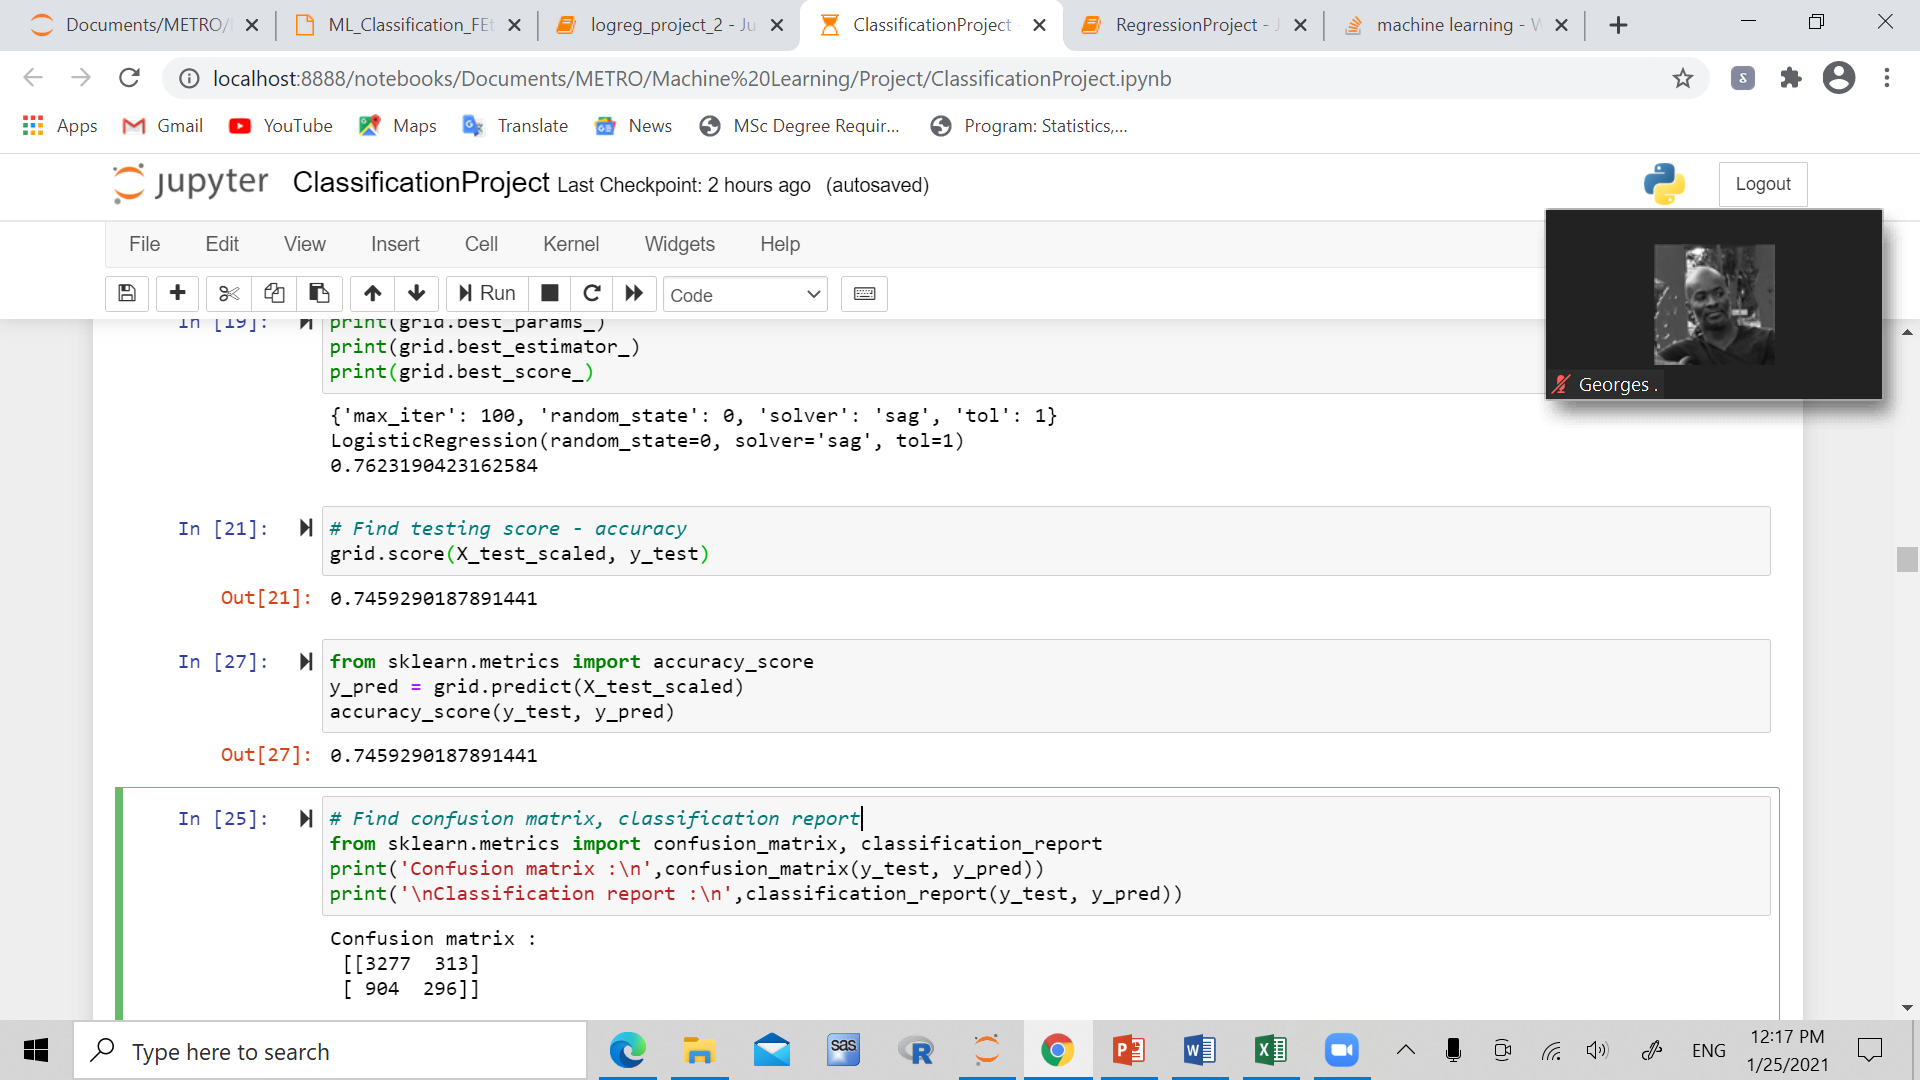 Documents/METRO/
ML_Classification_FEt
logreg_project_2 - Ju
ClassificationProject
RegressionProject - J
machine learning - W
localhost:8888/notebooks/Documents/METRO/Machine%20Learning/Project/ClassificationProject.ipynb
S
Apps
Gmail
YouTube
Maps
Translate
News
MSc Degree Requir...
Program: Statistics,...
jupyter
ClassificationProject Last Checkpoint: 2 hours ago (autosaved)
Logout
File Edit View Insert Cell Kernel Widgets Help
Run
Code
Georges .
In [19]: print(grid.best_params_)
print(grid.best_estimator_)
print(grid.best_score_)
{'max_iter': 100, 'random_state': 0, 'solver': 'sag', 'tol': 1}
LogisticRegression(random_state=0, solver='sag', tol=1)
0.7623190423162584
In [21]: # Find testing score - accuracy
grid.score(X_test_scaled, y_test)
Out[21]: 0.7459290187891441
In [27]: from sklearn.metrics import accuracy_score
y_pred = grid.predict(X_test_scaled)
accuracy_score(y_test, y_pred)
Out[27]: 0.7459290187891441
In [25]: # Find confusion matrix, classification report
from sklearn.metrics import confusion_matrix, classification_report
print('Confusion matrix :\n',confusion_matrix(y_test, y_pred))
print('\nClassification report :\n',classification_report(y_test, y_pred))
Confusion matrix :
[[3277 313]
[ 904 296]]
Type here to search
sas
R
P
W
X
ENG
12:17 PM
1/25/2021